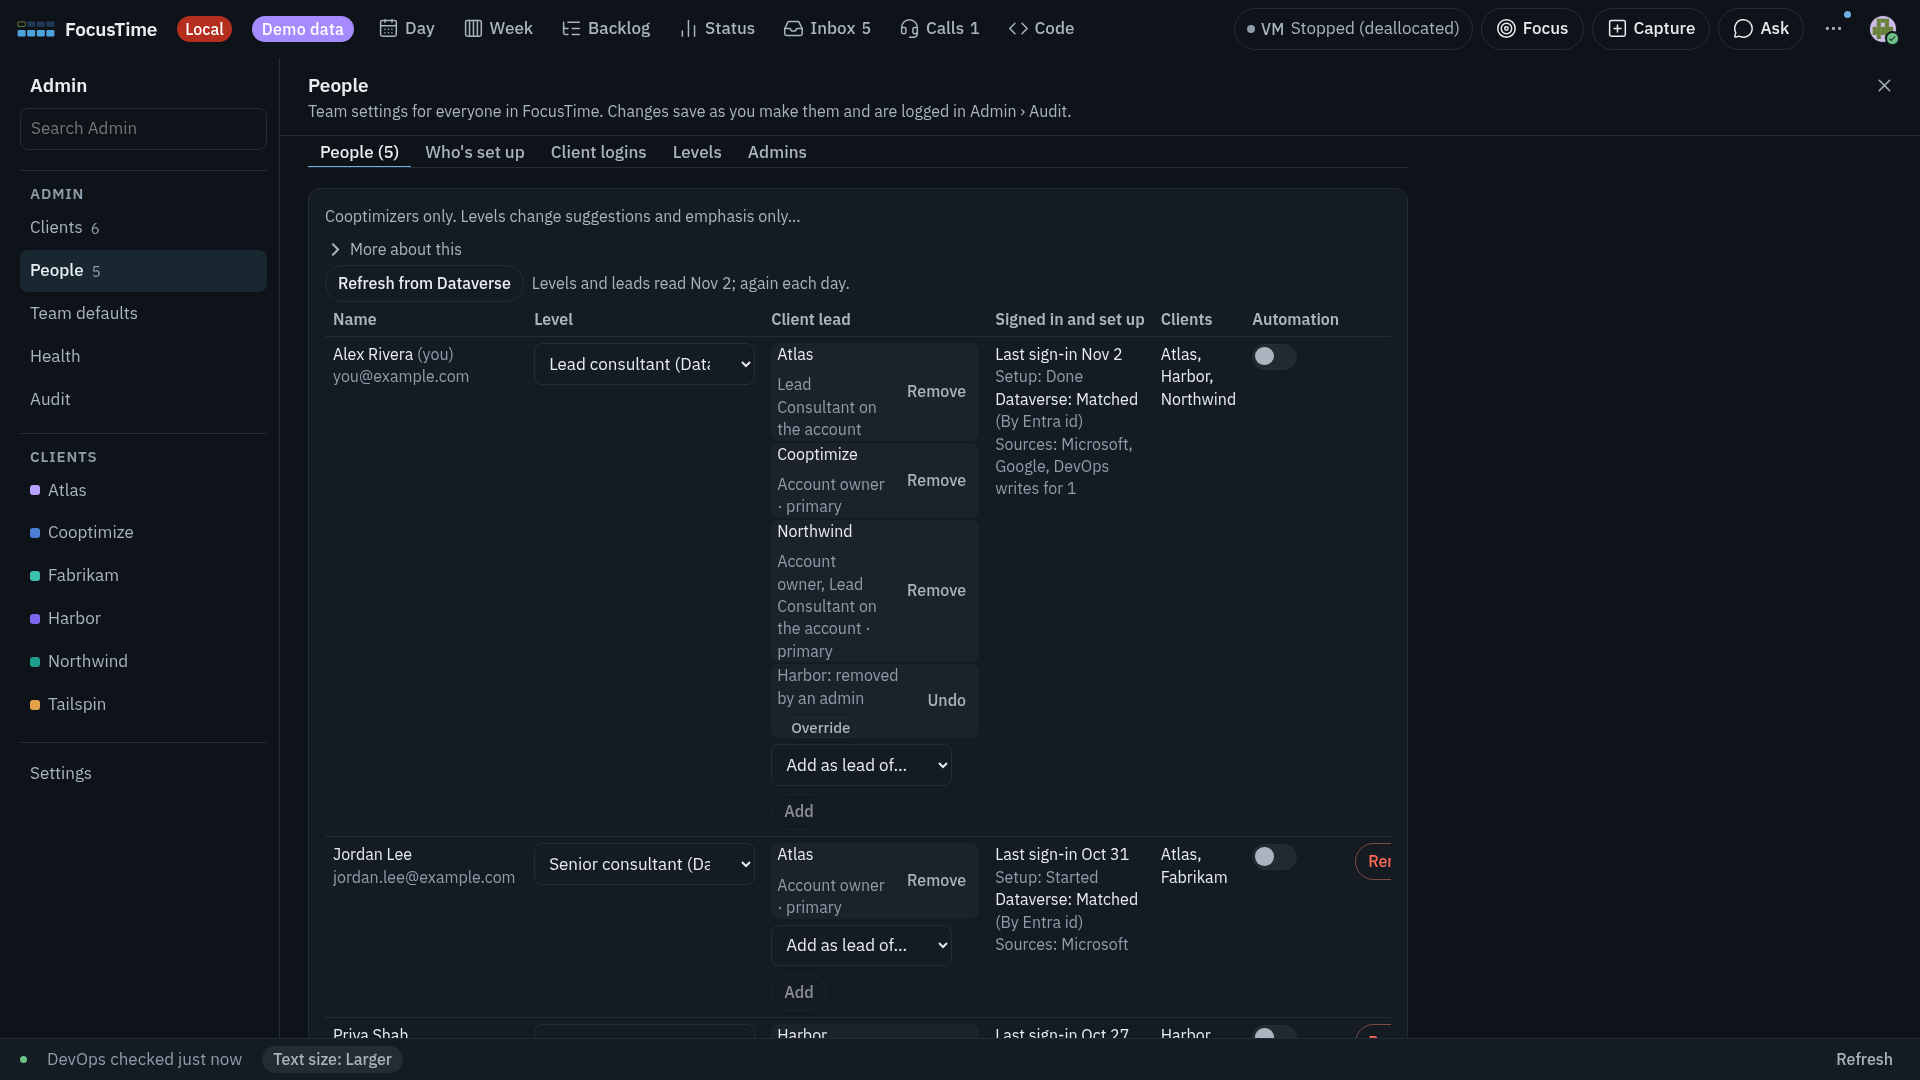 FocusTime
Local
Demo data
Day
Week
Backlog
Status
Inbox 5
Calls 1
Code
VM Stopped (deallocated)
Focus
Capture
Ask
Admin
Search Admin
ADMIN
Clients 6
People 5
Team defaults
Health
Audit
CLIENTS
Atlas
Cooptimize
Fabrikam
Harbor
Northwind
Tailspin
Settings
People
Team settings for everyone in FocusTime. Changes save as you make them and are logged in Admin › Audit.
People (5)
Who's set up
Client logins
Levels
Admins
Cooptimizers only. Levels change suggestions and emphasis only...
More about this
Refresh from Dataverse
Levels and leads read Nov 2; again each day.
Name
Level
Client lead
Signed in and set up
Clients
Automation
Alex Rivera (you)
you@example.com
Lead consultant (Data
Atlas
Lead
Consultant on
the account
Remove
Cooptimize
Account owner
· primary
Remove
Northwind
Account
owner, Lead
Consultant on
the account ·
primary
Remove
Harbor: removed
by an admin
Override
Undo
Add as lead of...
Add
Last sign-in Nov 2
Setup: Done
Dataverse: Matched
(By Entra id)
Sources: Microsoft,
Google, DevOps
writes for 1
Atlas,
Harbor,
Northwind
Jordan Lee
jordan.lee@example.com
Senior consultant (Da
Atlas
Account owner
· primary
Remove
Add as lead of...
Add
Last sign-in Oct 31
Setup: Started
Dataverse: Matched
(By Entra id)
Sources: Microsoft
Atlas,
Fabrikam
Rer
Priya Shah
Harbor
Last sign-in Oct 27
Harbor
DevOps checked just now
Text size: Larger
Refresh